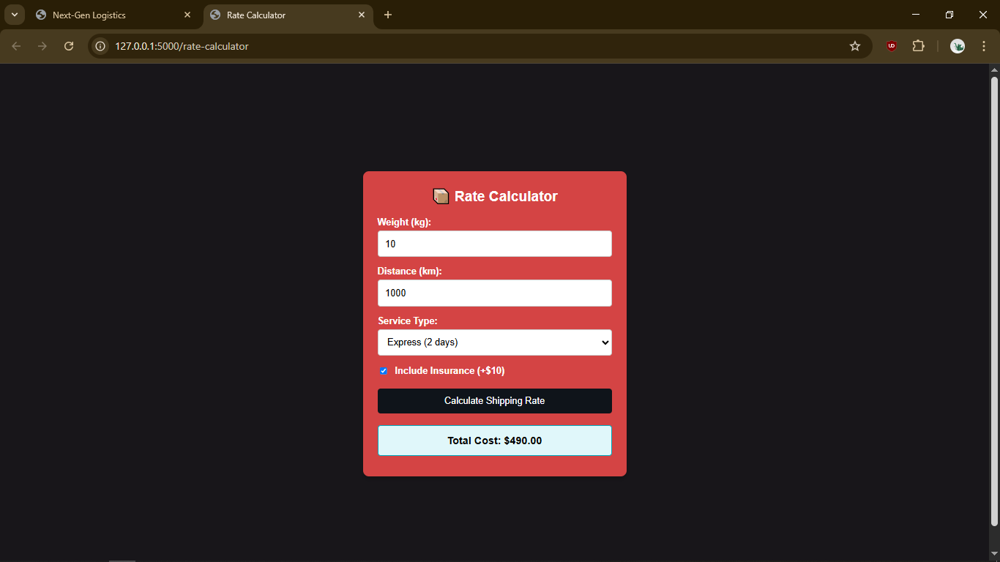 Next-Gen Logistics
Rate Calculator
127.0.0.1:5000/rate-calculator
Rate Calculator
Weight (kg):
10
Distance (km):
1000
Service Type:
Express (2 days)
Include Insurance (+$10)
Calculate Shipping Rate
Total Cost: $490.00